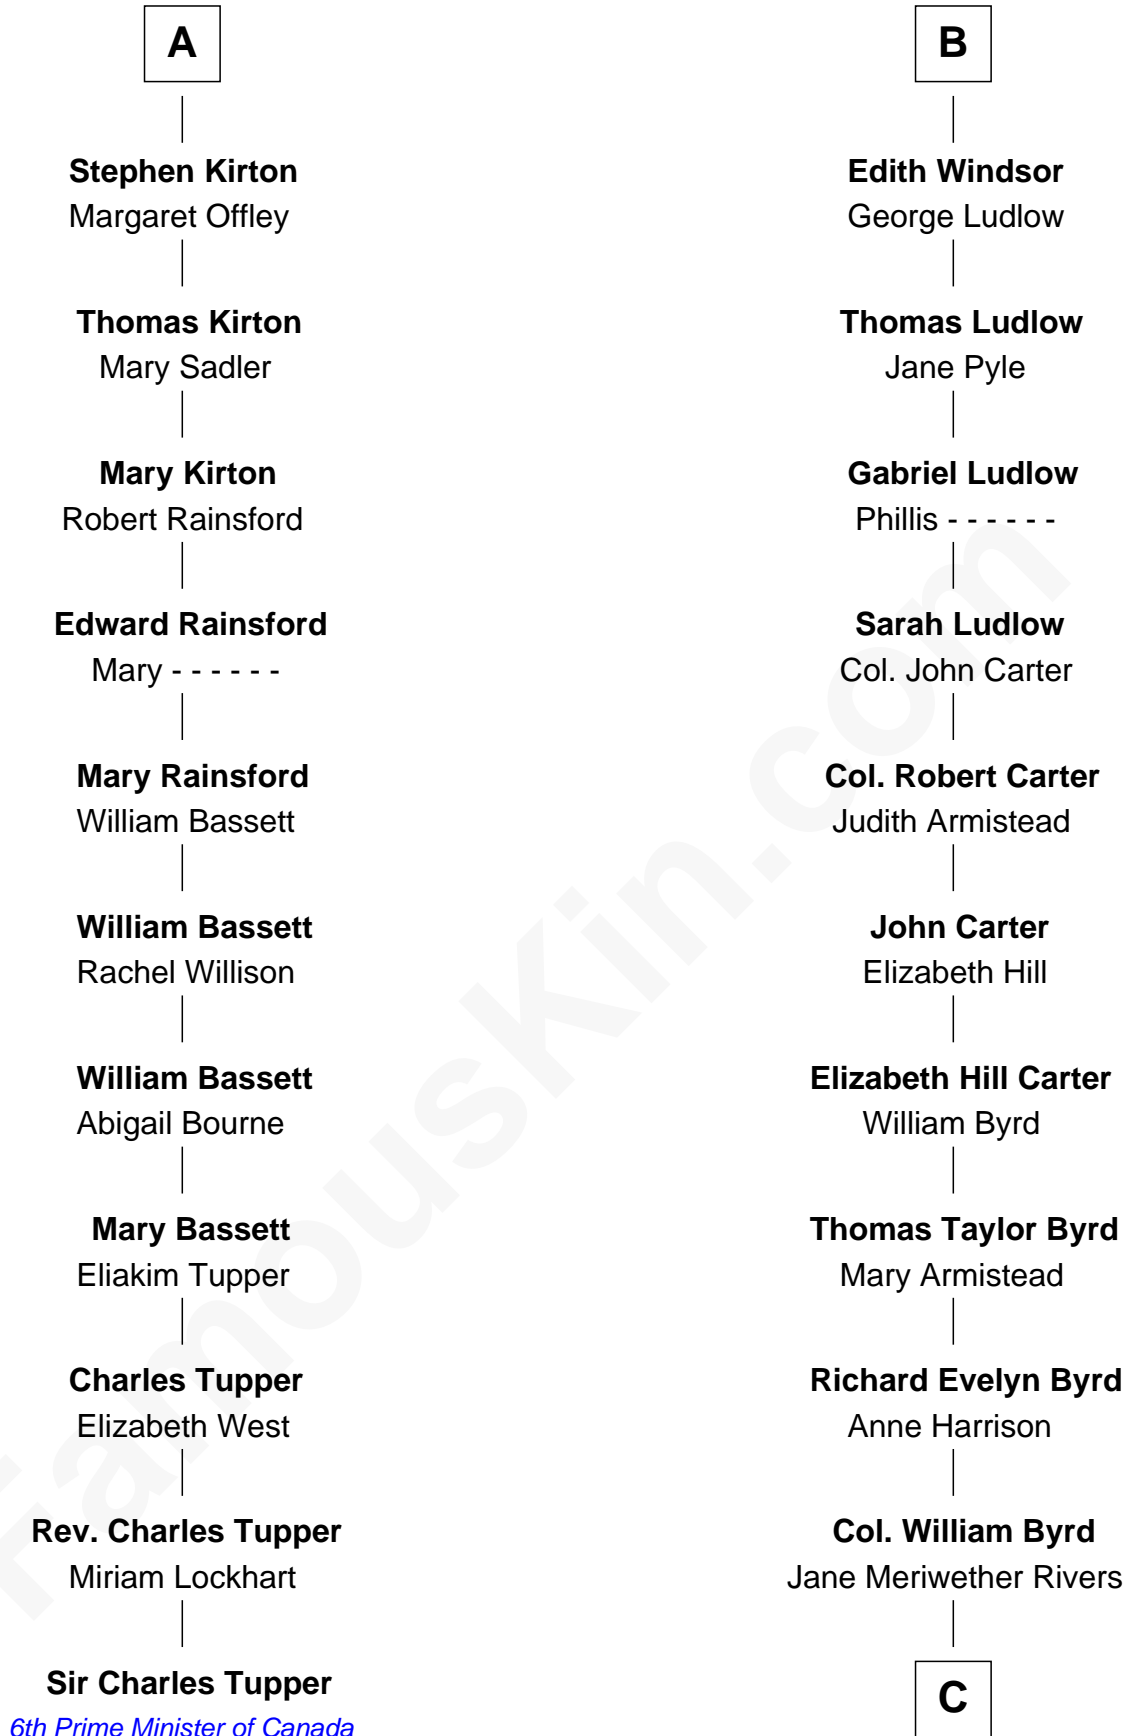 A
Stephen Kirton
Margaret Offley
Thomas Kirton
Mary Sadler
Mary Kirton
Robert Rainsford
Edward Rainsford
Mary - - - - - -
Mary Rainsford
William Bassett
William Bassett
Rachel Willison
William Bassett
Abigail Bourne
Mary Bassett
Eliakim Tupper
Charles Tupper
Elizabeth West
Rev. Charles Tupper
Miriam Lockhart
Sir Charles Tupper
6th Prime Minister of Canada
B
Edith Windsor
George Ludlow
Thomas Ludlow
Jane Pyle
Gabriel Ludlow
Phillis - - - - - -
Sarah Ludlow
Col. John Carter
Col. Robert Carter
Judith Armistead
John Carter
Elizabeth Hill
Elizabeth Hill Carter
William Byrd
Thomas Taylor Byrd
Mary Armistead
Richard Evelyn Byrd
Anne Harrison
Col. William Byrd
Jane Meriwether Rivers
C
FamousKin.com